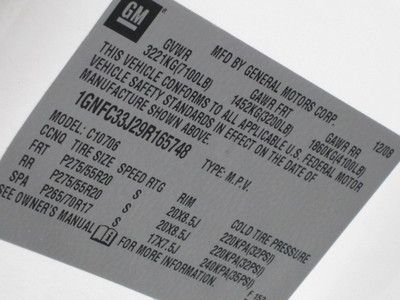 GM
MFD BY GENERAL MOTORS CORP
GVWR GAWR FRT GAWR RR 12/08
3221KG(7100LB) 1452KG(3200LB) 1860KG(4100LB)
THIS VEHICLE CONFORMS TO ALL APPLICABLE U.S. FEDERAL MOTOR
VEHICLE SAFETY STANDARDS IN EFFECT ON THE DATE OF
MANUFACTURE SHOWN ABOVE.
1GNFC33J29R165748 TYPE: M.P.V.
MODEL: C10706
CCNQ TIRE SIZE SPEED RTG RIM COLD TIRE PRESSURE
FRT P275/55R20 S 20X8.5J 220KPA(32PSI)
RR P275/55R20 S 20X8.5J 220KPA(32PSI)
SPA P265/70R17 S 17X7.5J 240KPA(35PSI)
SEE OWNER'S MANUAL FOR MORE INFORMATION.